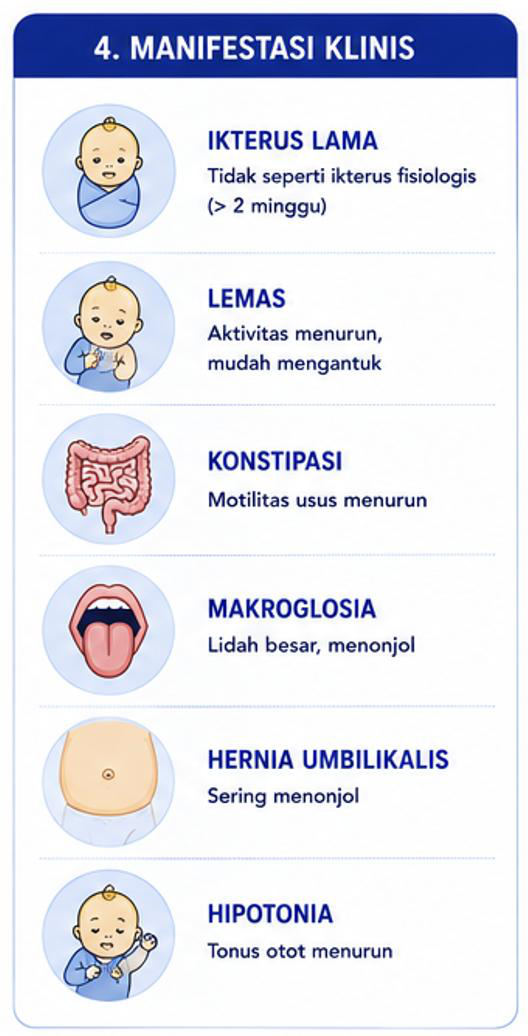 4. MANIFESTASI KLINIS
IKTERUS LAMA
Tidak seperti ikterus fisiologis
(> 2 minggu)
LEMAS
Aktivitas menurun,
mudah mengantuk
KONSTIPASI
Motilitas usus menurun
MAKROGLOSIA
Lidah besar, menonjol
HERNIA UMBILIKALIS
Sering menonjol
HIPOTONIA
Tonus otot menurun